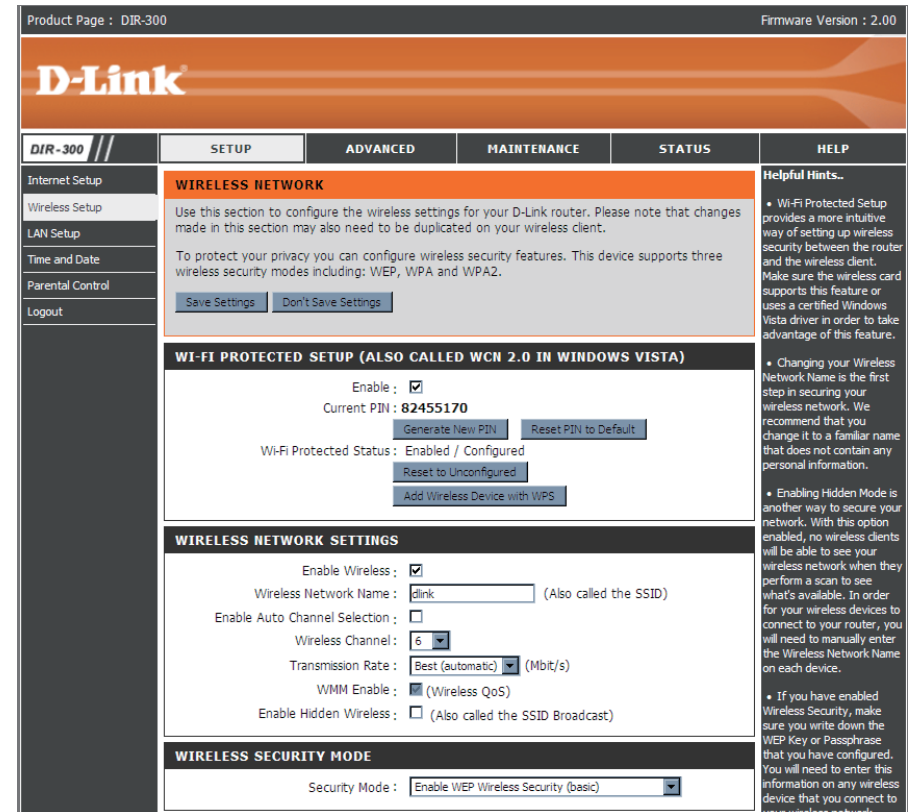 Product Page : DIR-300
Firmware Version : 2.00
D-Link
DIR-300
SETUP
ADVANCED
MAINTENANCE
STATUS
HELP
Internet Setup
Wireless Setup
LAN Setup
Time and Date
Parental Control
Logout
WIRELESS NETWORK
Use this section to configure the wireless settings for your D-Link router. Please note that changes
made in this section may also need to be duplicated on your wireless client.
To protect your privacy you can configure wireless security features. This device supports three
wireless security modes including: WEP, WPA and WPA2.
Save Settings
Don't Save Settings
WI-FI PROTECTED SETUP (ALSO CALLED WCN 2.0 IN WINDOWS VISTA)
Enable :
Current PIN : 82455170
Generate New PIN
Reset PIN to Default
Wi-Fi Protected Status : Enabled / Configured
Reset to Unconfigured
Add Wireless Device with WPS
WIRELESS NETWORK SETTINGS
Enable Wireless :
Wireless Network Name : dlink (Also called the SSID)
Enable Auto Channel Selection :
Wireless Channel : 6
Transmission Rate : Best (automatic) (Mbit/s)
WMM Enable : (Wireless QoS)
Enable Hidden Wireless : (Also called the SSID Broadcast)
WIRELESS SECURITY MODE
Security Mode : Enable WEP Wireless Security (basic)
Helpful Hints..
• Wi-Fi Protected Setup
provides a more intuitive
way of setting up wireless
security between the router
and the wireless client.
Make sure the wireless card
supports this feature or
uses a certified Windows
Vista driver in order to take
advantage of this feature.
• Changing your Wireless
Network Name is the first
step in securing your
wireless network. We
recommend that you
change it to a familiar name
that does not contain any
personal information.
• Enabling Hidden Mode is
another way to secure your
network. With this option
enabled, no wireless clients
will be able to see your
wireless network when they
perform a scan to see
what's available. In order
for your wireless devices to
connect to your router, you
will need to manually enter
the Wireless Network Name
on each device.
• If you have enabled
Wireless Security, make
sure you write down the
WEP Key or Passphrase
that you have configured.
You will need to enter this
information on any wireless
device that you connect to
your wireless network.